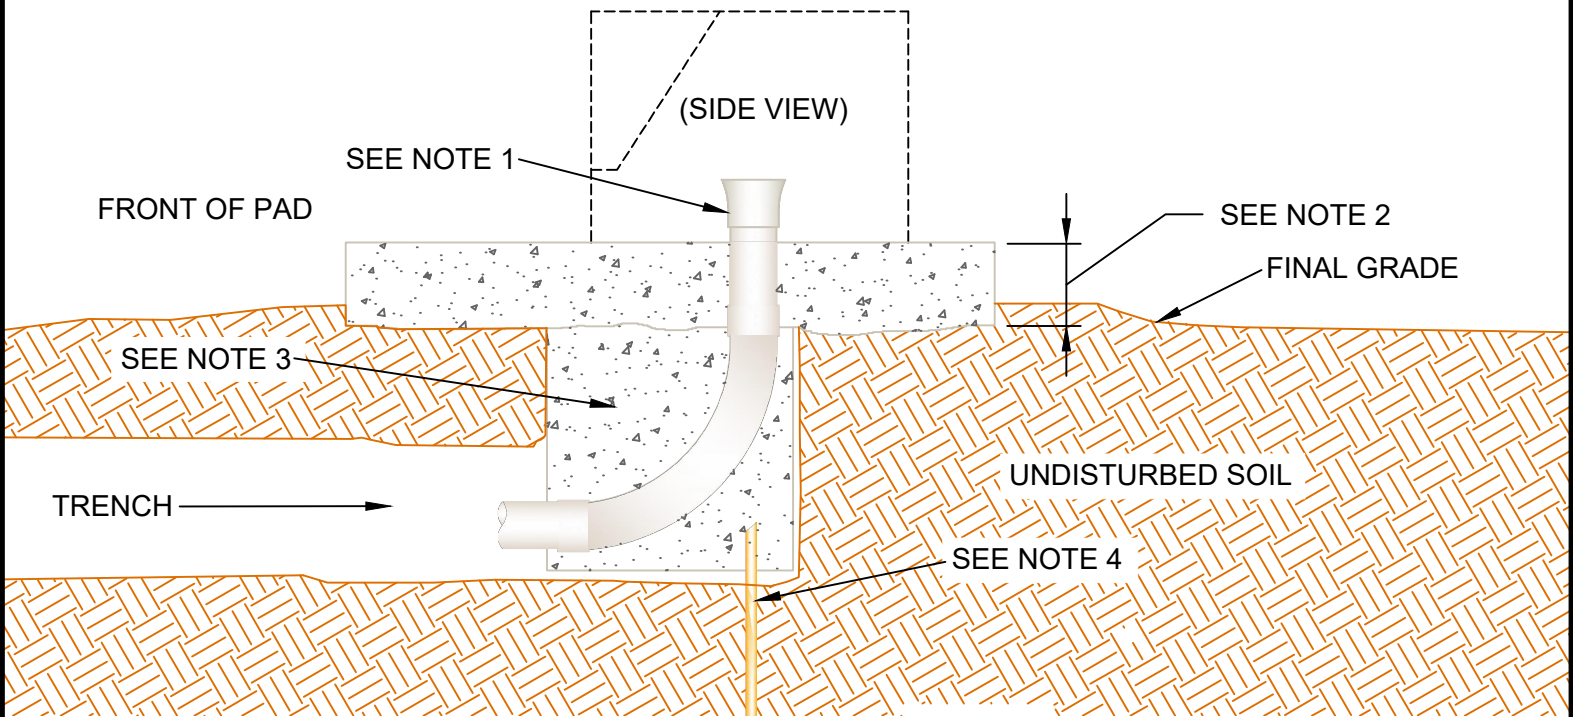 (SIDE VIEW)
SEE NOTE 1
FRONT OF PAD
SEE NOTE 2
FINAL GRADE
SEE NOTE 3
UNDISTURBED SOIL
TRENCH
SEE NOTE 4